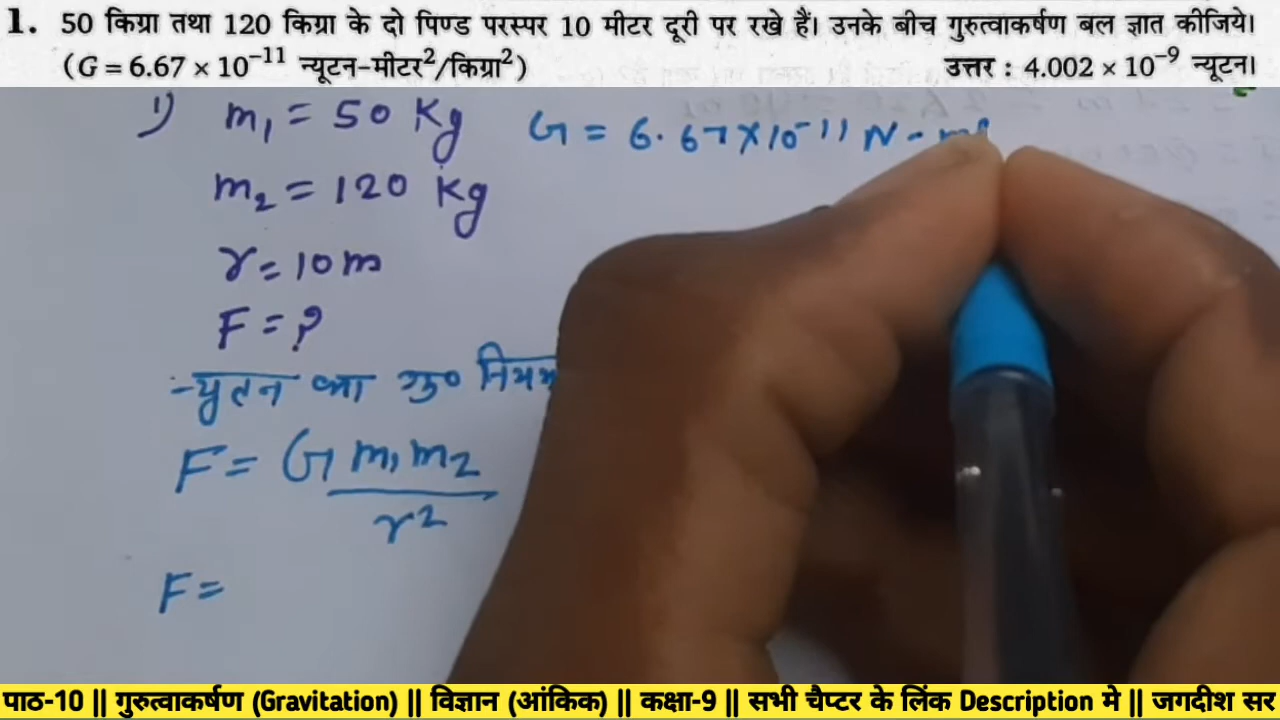 1. 50 किग्रा तथा 120 किग्रा के दो पिण्ड परस्पर 10 मीटर दूरी पर रखे हैं। उनके बीच गुरुत्वाकर्षण बल ज्ञात कीजिये।
(G = 6.67 × 10⁻¹¹ न्यूटन-मीटर²/किग्रा²) उत्तर : 4.002 × 10⁻⁹ न्यूटन।
1) m₁ = 50 Kg G = 6.67 × 10⁻¹¹ N -
m₂ = 120 Kg
r = 10 m
F = ?
न्युटन का गु० नियम
F = G m₁ m₂ / r²
F =
पाठ-10 || गुरुत्वाकर्षण (Gravitation) || विज्ञान (आंकिक) || कक्षा-9 || सभी चैप्टर के लिंक Description मे || जगदीश सर